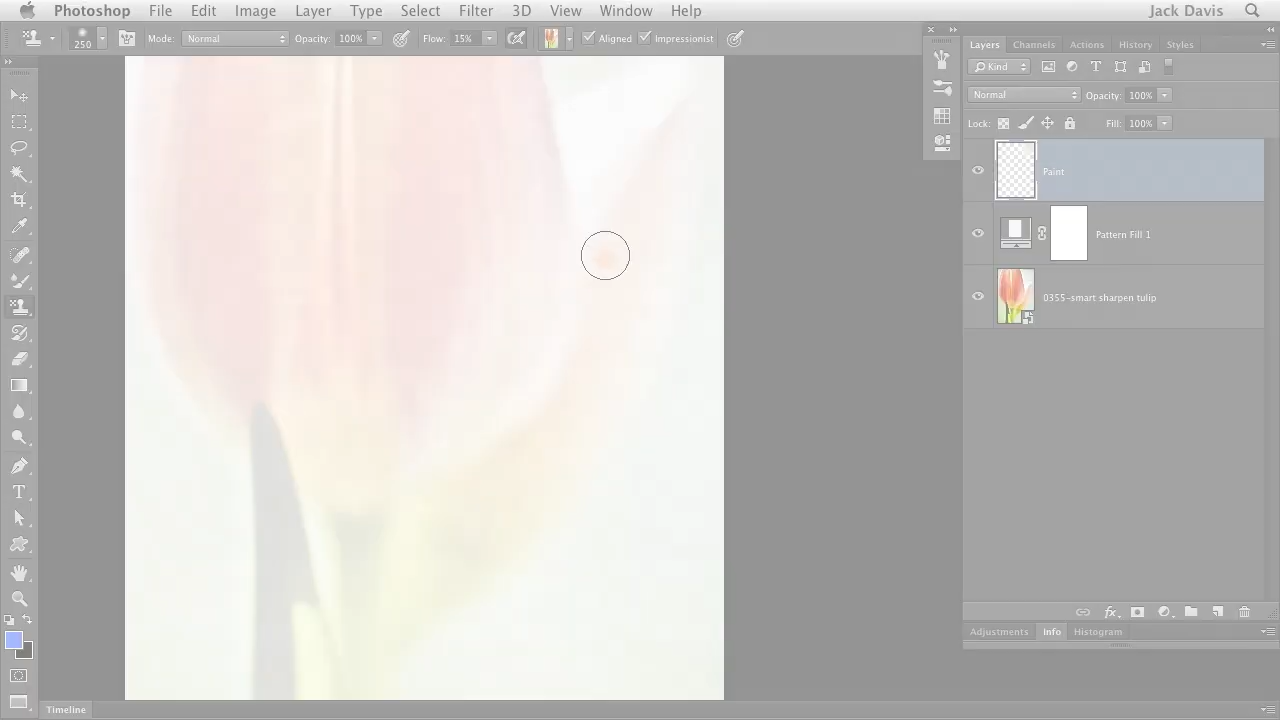 Photoshop File Edit Image Layer Type Select Filter 3D View Window Help Jack Davis
250 Mode: Normal Opacity: 100% Flow: 15% Aligned Impressionist
Layers Channels Actions History Styles
Kind
Normal Opacity: 100%
Lock: Fill: 100%
Paint
Pattern Fill 1
0355-smart sharpen tulip
fx
Adjustments Info Histogram
Timeline